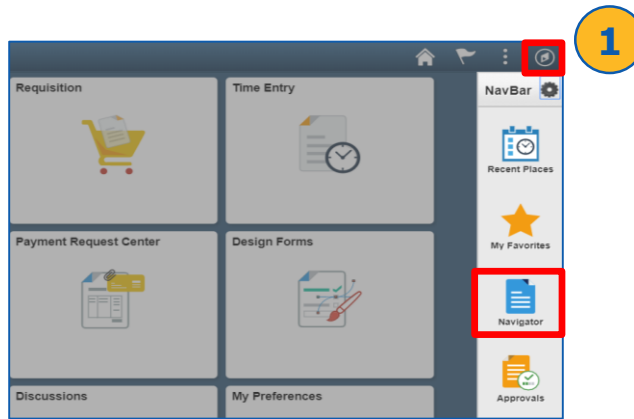 1
Requisition
Time Entry
NavBar
Recent Places
My Favorites
Payment Request Center
Design Forms
Navigator
Discussions
My Preferences
Approvals